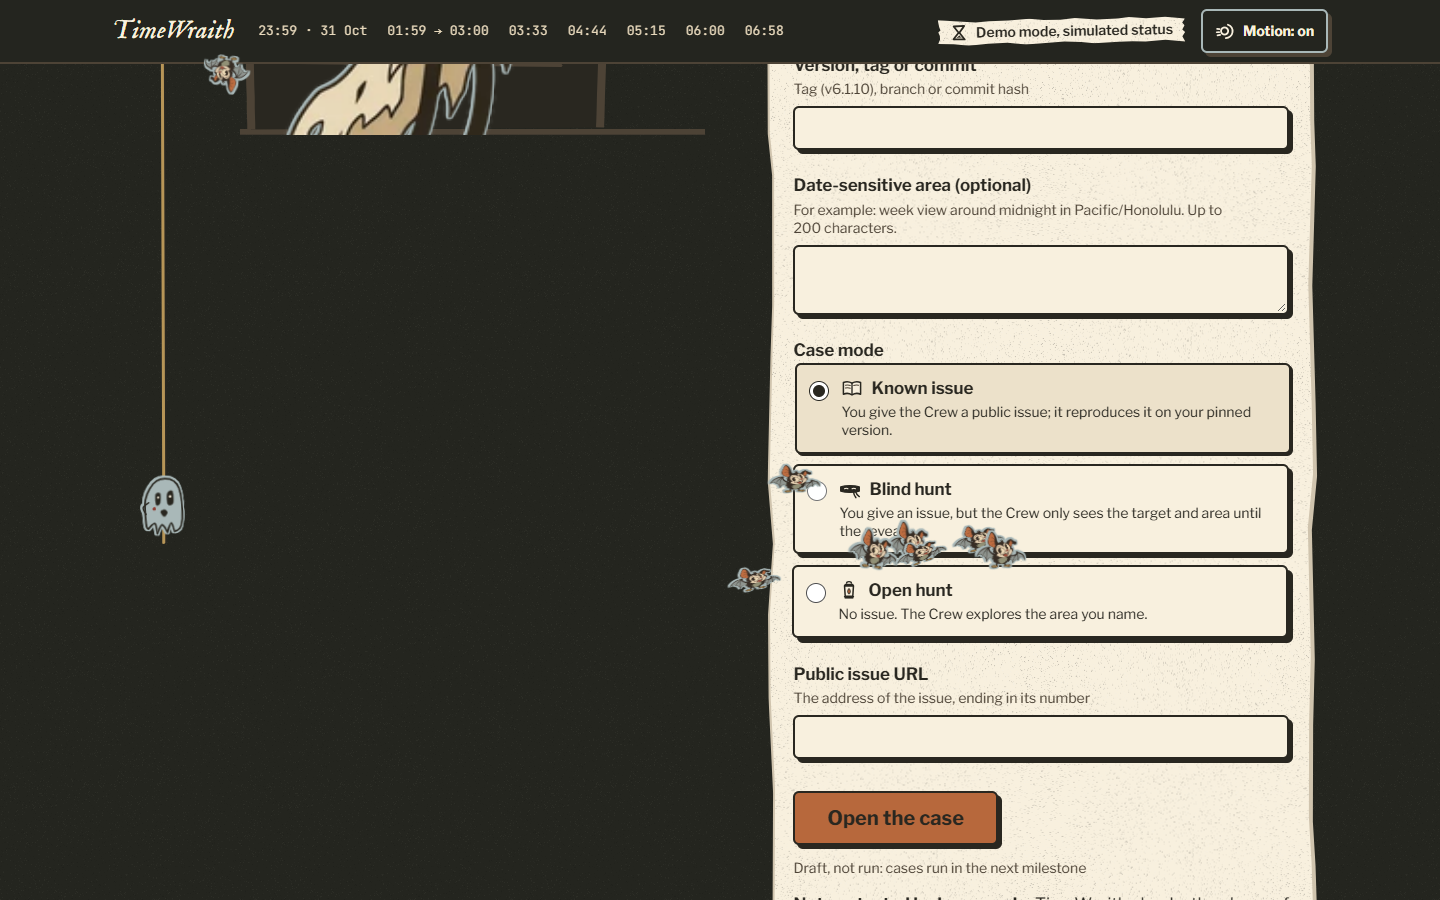 TimeWraith
23:59 · 31 Oct 01:59 → 03:00 03:33 04:44 05:15 06:00 06:58
Demo mode, simulated status
Motion: on
Version, tag or commit
Tag (v6.1.10), branch or commit hash
Date-sensitive area (optional)
For example: week view around midnight in Pacific/Honolulu. Up to
200 characters.
Case mode
Known issue
You give the Crew a public issue; it reproduces it on your pinned
version.
Blind hunt
You give an issue, but the Crew only sees the target and area until
the
Open hunt
No issue. The Crew explores the area you name.
Public issue URL
The address of the issue, ending in its number
Open the case
Draft, not run: cases run in the next milestone